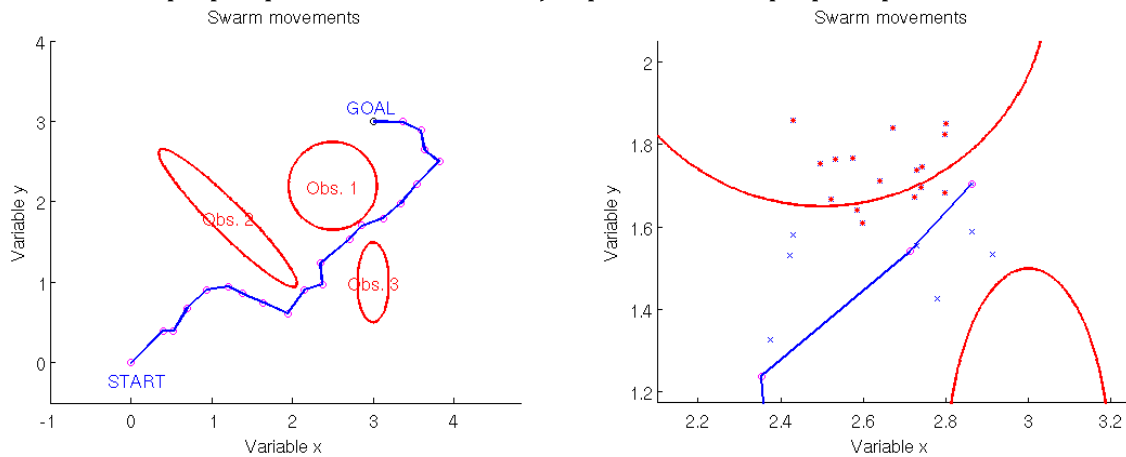 Swarm movements
4
3
2
1
0
-1
0
1
2
3
4
Variable x
Variable y
GOAL
Obs. 1
Obs. 2
Obs. 3
START
Swarm movements
2
1.8
1.6
1.4
1.2
2.2
2.4
2.6
2.8
3
3.2
Variable x
Variable y